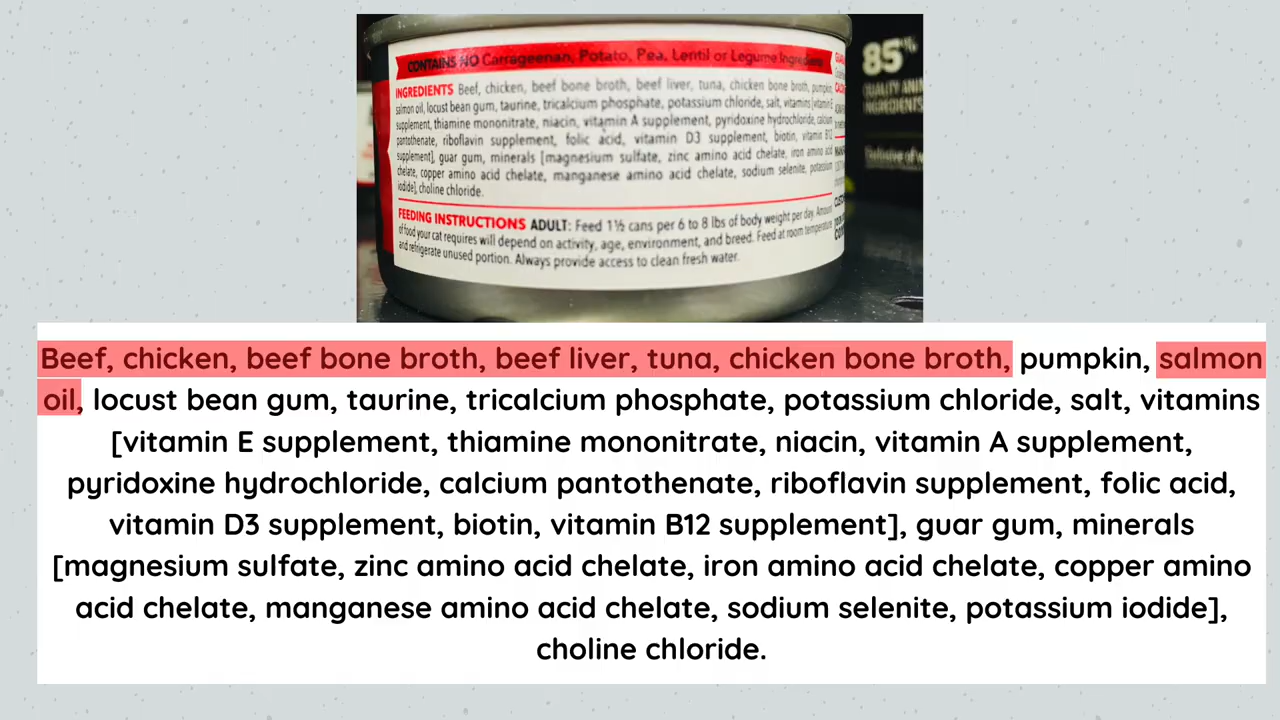 CONTAINS NO Carrageenan, Potato, Pea, Lentil or Legume Ingredients
85%
QUALITY
INGREDIENTS
INGREDIENTS Beef, chicken, beef bone broth, beef liver, tuna, chicken bone broth, pumpkin,
salmon oil, locust bean gum, taurine, tricalcium phosphate, potassium chloride, salt, vitamins [vitamin E
supplement, thiamine mononitrate, niacin, vitamin A supplement, pyridoxine hydrochloride, calcium
pantothenate, riboflavin supplement, folic acid, vitamin D3 supplement, biotin, vitamin B12
supplement], guar gum, minerals [magnesium sulfate, zinc amino acid chelate, iron amino acid
chelate, copper amino acid chelate, manganese amino acid chelate, sodium selenite, potassium
iodide], choline chloride.
FEEDING INSTRUCTIONS ADULT: Feed 1½ cans per 6 to 8 lbs of body weight per day. Amount
of food your cat requires will depend on activity, age, environment, and breed. Feed at room temperature
and refrigerate unused portion. Always provide access to clean fresh water.
Beef, chicken, beef bone broth, beef liver, tuna, chicken bone broth, pumpkin, salmon
oil, locust bean gum, taurine, tricalcium phosphate, potassium chloride, salt, vitamins
[vitamin E supplement, thiamine mononitrate, niacin, vitamin A supplement,
pyridoxine hydrochloride, calcium pantothenate, riboflavin supplement, folic acid,
vitamin D3 supplement, biotin, vitamin B12 supplement], guar gum, minerals
[magnesium sulfate, zinc amino acid chelate, iron amino acid chelate, copper amino
acid chelate, manganese amino acid chelate, sodium selenite, potassium iodide],
choline chloride.